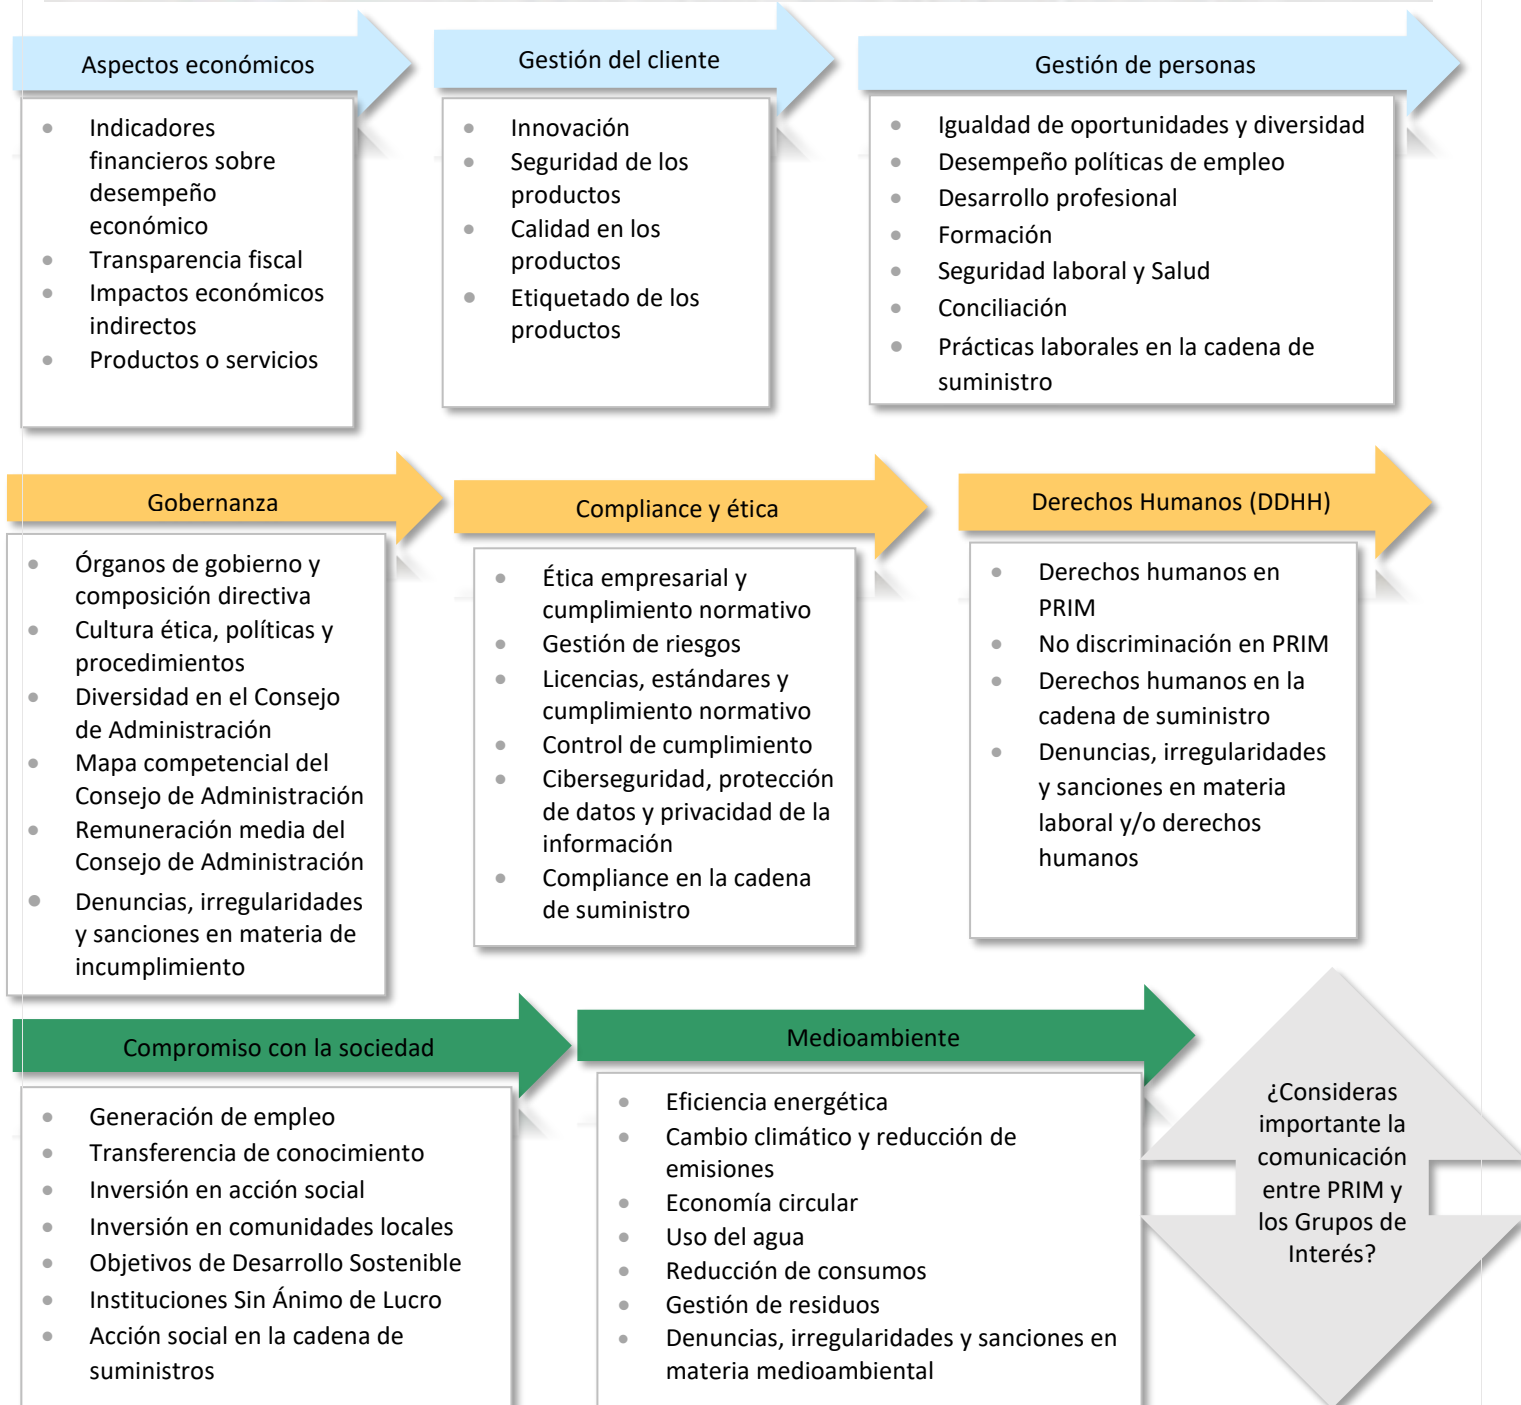 Aspectos económicos
Indicadores
financieros sobre
desempeño
económico
Transparencia fiscal
Impactos económicos
indirectos
Productos o servicios
Gestión del cliente
Innovación
Seguridad de los
productos
Calidad en los
productos
Etiquetado de los
productos
Gestión de personas
Igualdad de oportunidades y diversidad
Desempeño políticas de empleo
Desarrollo profesional
Formación
Seguridad laboral y Salud
Conciliación
Prácticas laborales en la cadena de
suministro
Gobernanza
Órganos de gobierno y
composición directiva
Cultura ética, políticas y
procedimientos
Diversidad en el Consejo
de Administración
Mapa competencial del
Consejo de Administración
Remuneración media del
Consejo de Administración
Denuncias, irregularidades
y sanciones en materia de
incumplimiento
Compliance y ética
Ética empresarial y
cumplimiento normativo
Gestión de riesgos
Licencias, estándares y
cumplimiento normativo
Control de cumplimiento
Ciberseguridad, protección
de datos y privacidad de la
información
Compliance en la cadena
de suministro
Derechos Humanos (DDHH)
Derechos humanos en
PRIM
No discriminación en PRIM
Derechos humanos en la
cadena de suministro
Denuncias, irregularidades
y sanciones en materia
laboral y/o derechos
humanos
Compromiso con la sociedad
Generación de empleo
Transferencia de conocimiento
Inversión en acción social
Inversión en comunidades locales
Objetivos de Desarrollo Sostenible
Instituciones Sin Ánimo de Lucro
Acción social en la cadena de
suministros
Medioambiente
Eficiencia energética
Cambio climático y reducción de
emisiones
Economía circular
Uso del agua
Reducción de consumos
Gestión de residuos
Denuncias, irregularidades y sanciones en
materia medioambiental
¿Consideras
importante la
comunicación
entre PRIM y
los Grupos de
Interés?